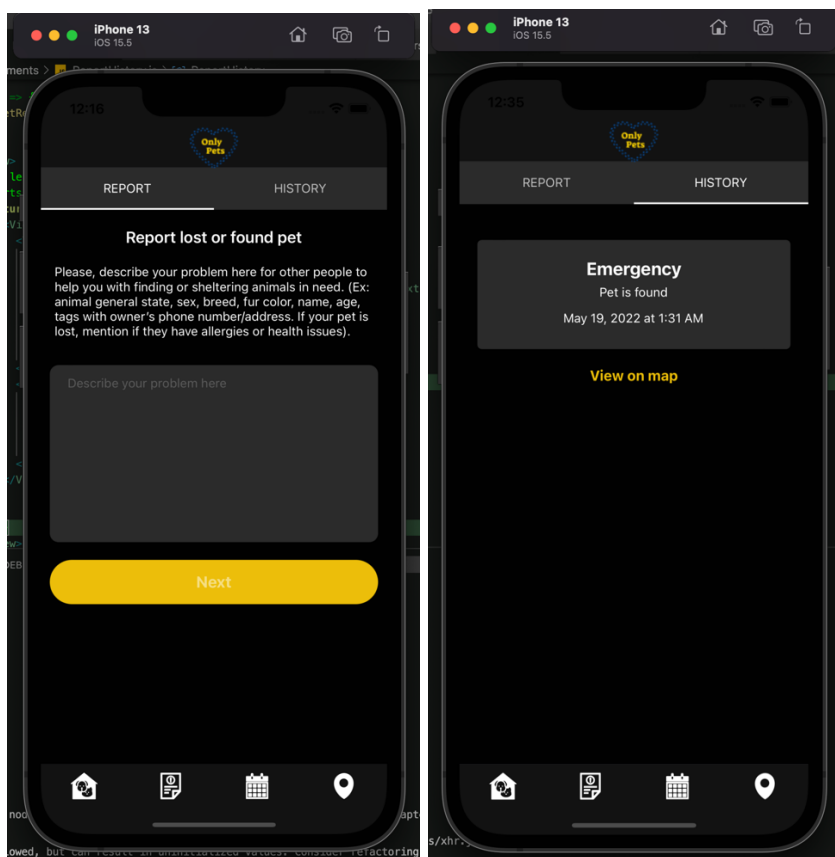 iPhone 13
iOS 15.5
12:16
Only
Pets
REPORT
HISTORY
Report lost or found pet
Please, describe your problem here for other people to
help you with finding or sheltering animals in need. (Ex:
animal general state, sex, breed, fur color, name, age,
tags with owner's phone number/address. If your pet is
lost, mention if they have allergies or health issues).
Describe your problem here
Next
iPhone 13
iOS 15.5
12:35
Only
Pets
REPORT
HISTORY
Emergency
Pet is found
May 19, 2022 at 1:31 AM
View on map
s/xhr.